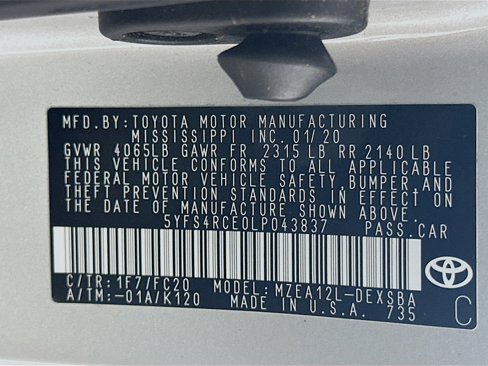 MFD.BY:TOYOTA MOTOR MANUFACTURING
MISSISSIPPI INC. 01/20
GVWR 4065LB GAWR FR 2315 LB RR 2140 LB
THIS VEHICLE CONFORMS TO ALL APPLICABLE
FEDERAL MOTOR VEHICLE SAFETY, BUMPER, AND
THEFT PREVENTION STANDARDS IN EFFECT ON
THE DATE OF MANUFACTURE SHOWN ABOVE.
5YFS4RCE0LP043837 PASS.CAR
C/TR: 1F7/FC20 MODEL: MZEA12L-DEXSBA
A/TM: -01A/K120 MADE IN U.S.A. 735
C